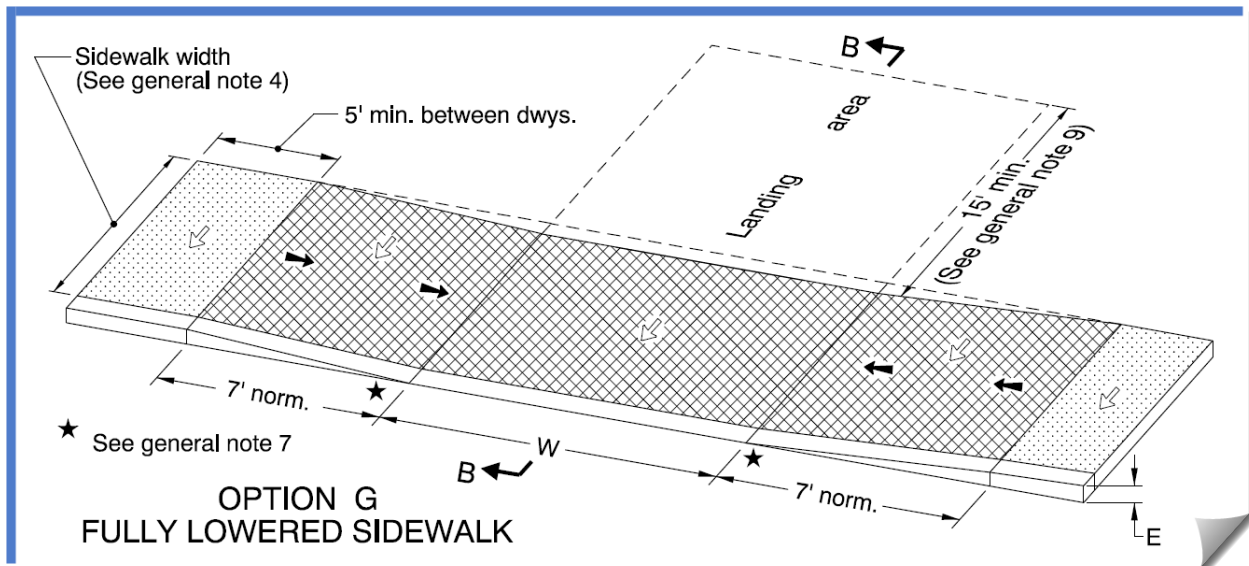 Sidewalk width
(See general note 4)
5' min. between dwys.
B
Landing area
15' min.
(See general note 9)
7' norm.
★ See general note 7
W
B
7' norm.
E
OPTION G
FULLY LOWERED SIDEWALK